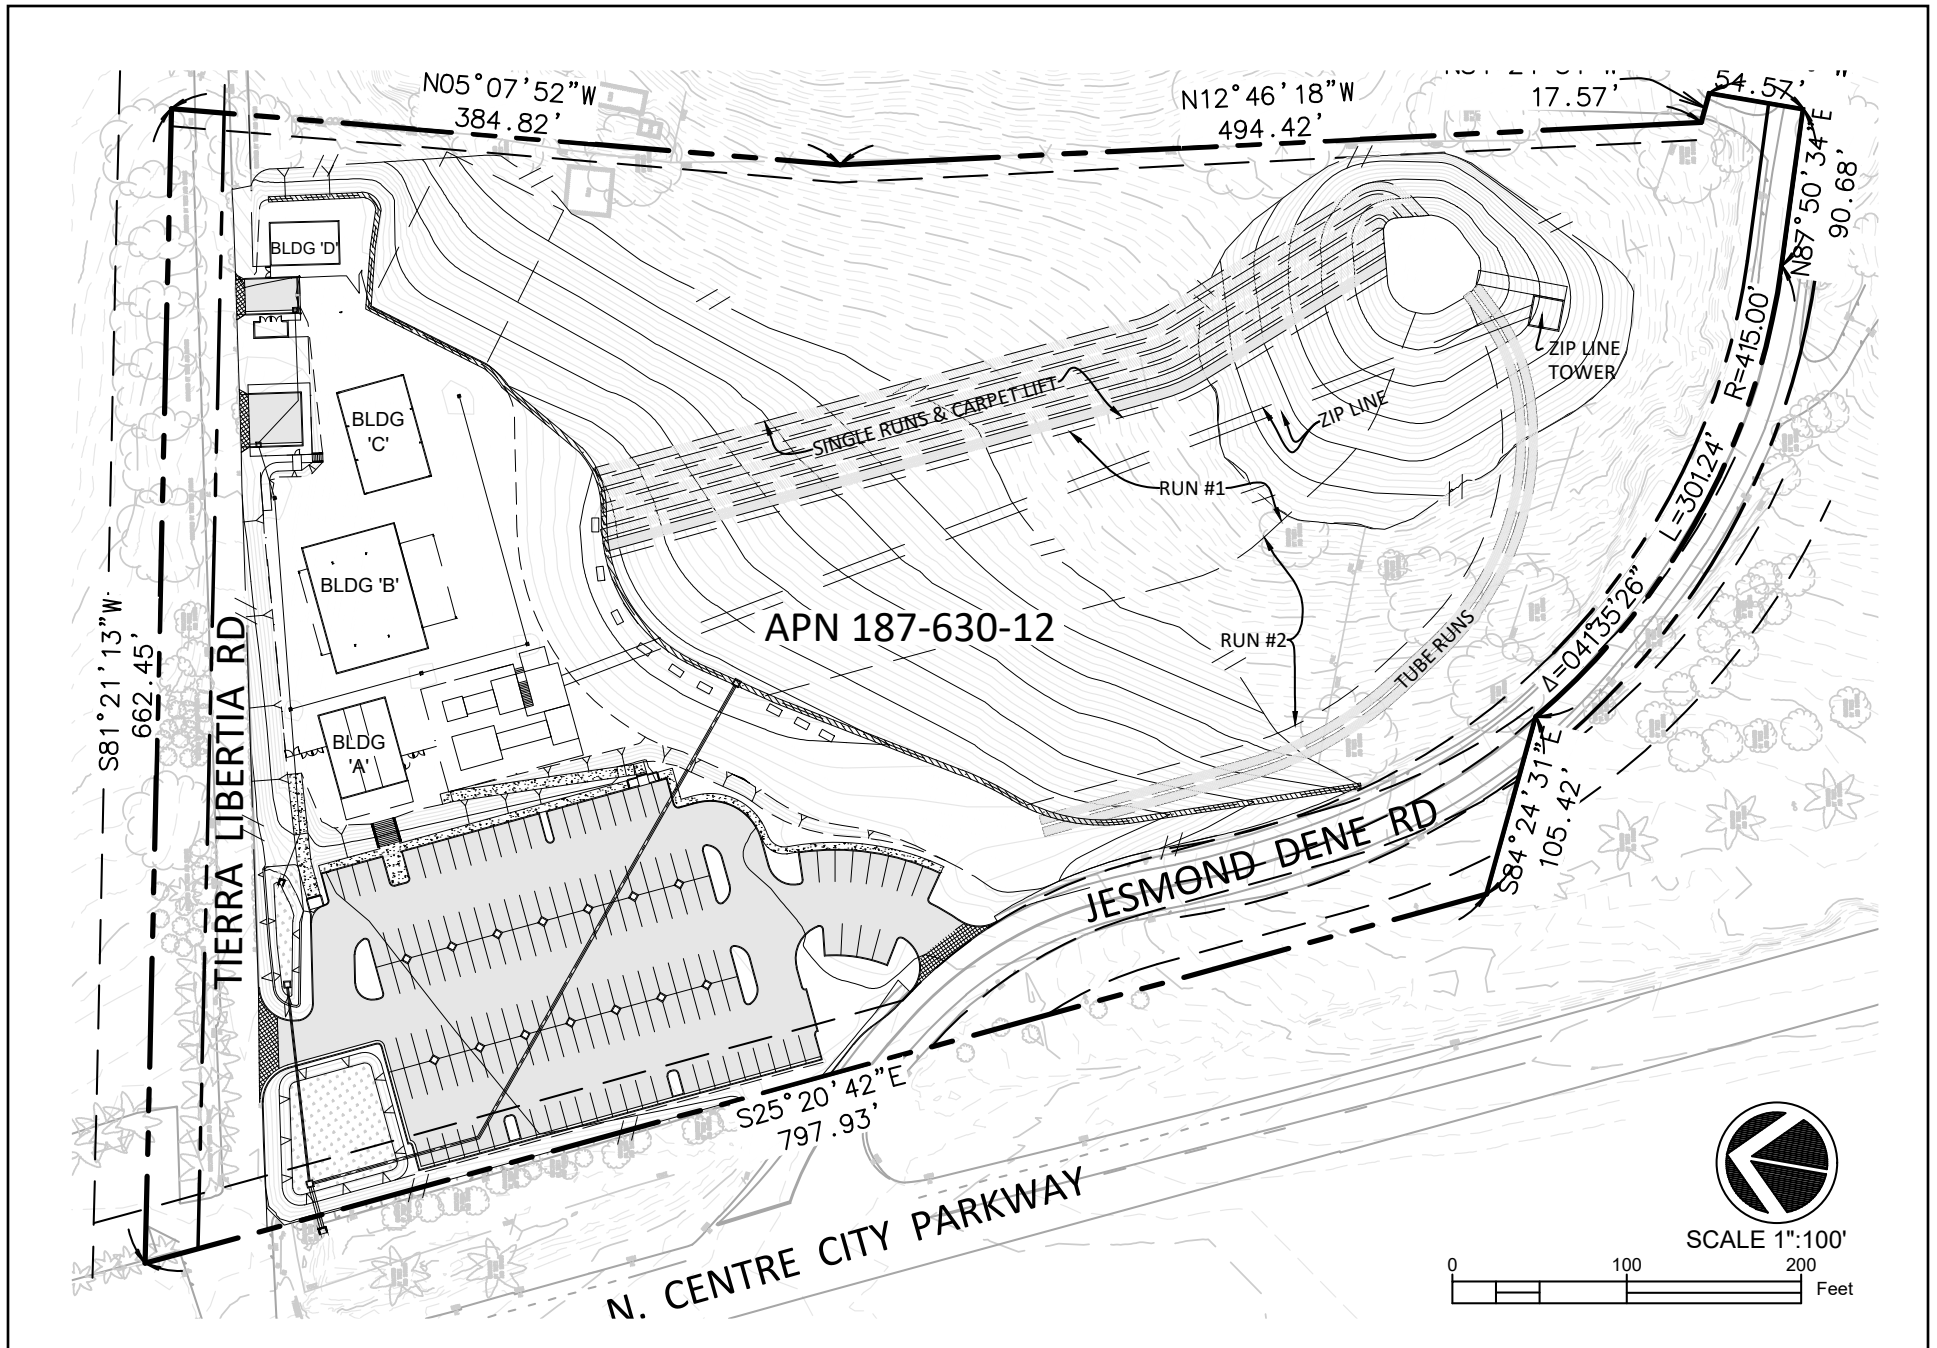 N05°07'52"W
384.82'
N12°46'18"W
494.42'
17.57'
54.57'
W
N87°50'34"E
90.68'
BLDG 'D'
ZIP LINE
TOWER
R=415.00'
BLDG
'C'
SINGLE RUNS & CARPET LIFT
ZIP LINE
L=301.24'
RUN #1
BLDG 'B'
Δ=041°35'26"
APN 187-630-12
RUN #2
TUBE RUNS
S81°21'13"W
662.45'
TIERRA LIBERTIA RD
BLDG
'A'
S84°24'31"E
105.42'
JESMOND DENE RD
S25°20'42"E
797.93'
N. CENTRE CITY PARKWAY
SCALE 1":100'
0 100 200
Feet